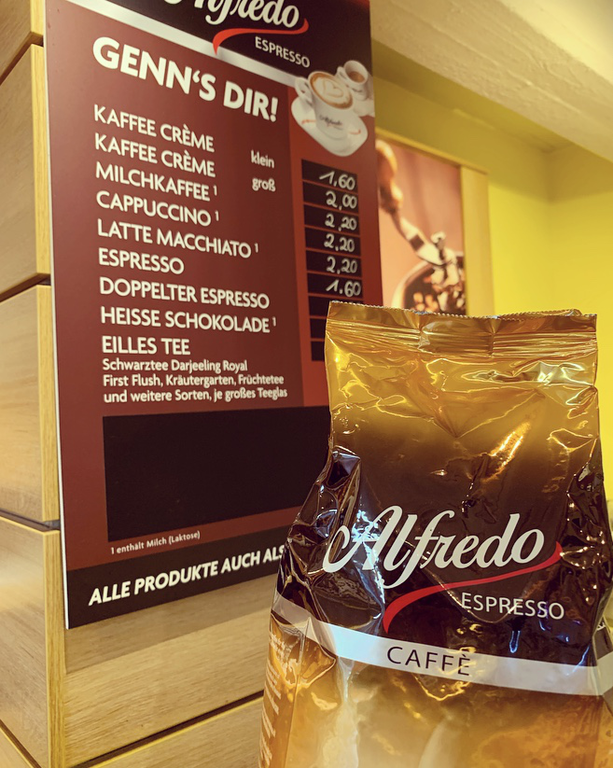 Alfredo
ESPRESSO
GENN'S DIR!
KAFFEE CRÈME klein 1,60
KAFFEE CRÈME groß 2,00
MILCHKAFFEE ¹ 2,20
CAPPUCCINO ¹ 2,20
LATTE MACCHIATO ¹ 2,20
ESPRESSO 1.60
DOPPELTER ESPRESSO
HEISSE SCHOKOLADE ¹
EILLES TEE
Schwarztee Darjeeling Royal
First Flush, Kräutergarten, Früchtetee
und weitere Sorten, je großes Teeglas
1 enthält Milch (Laktose)
ALLE PRODUKTE AUCH ALS
Alfredo
ESPRESSO
CAFFÈ